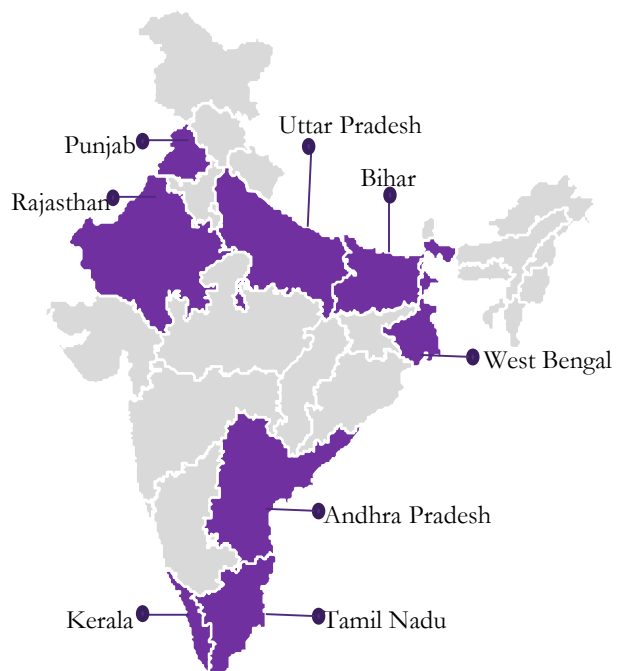 Uttar Pradesh
Punjab
Bihar
Rajasthan
West Bengal
Andhra Pradesh
Kerala
Tamil Nadu